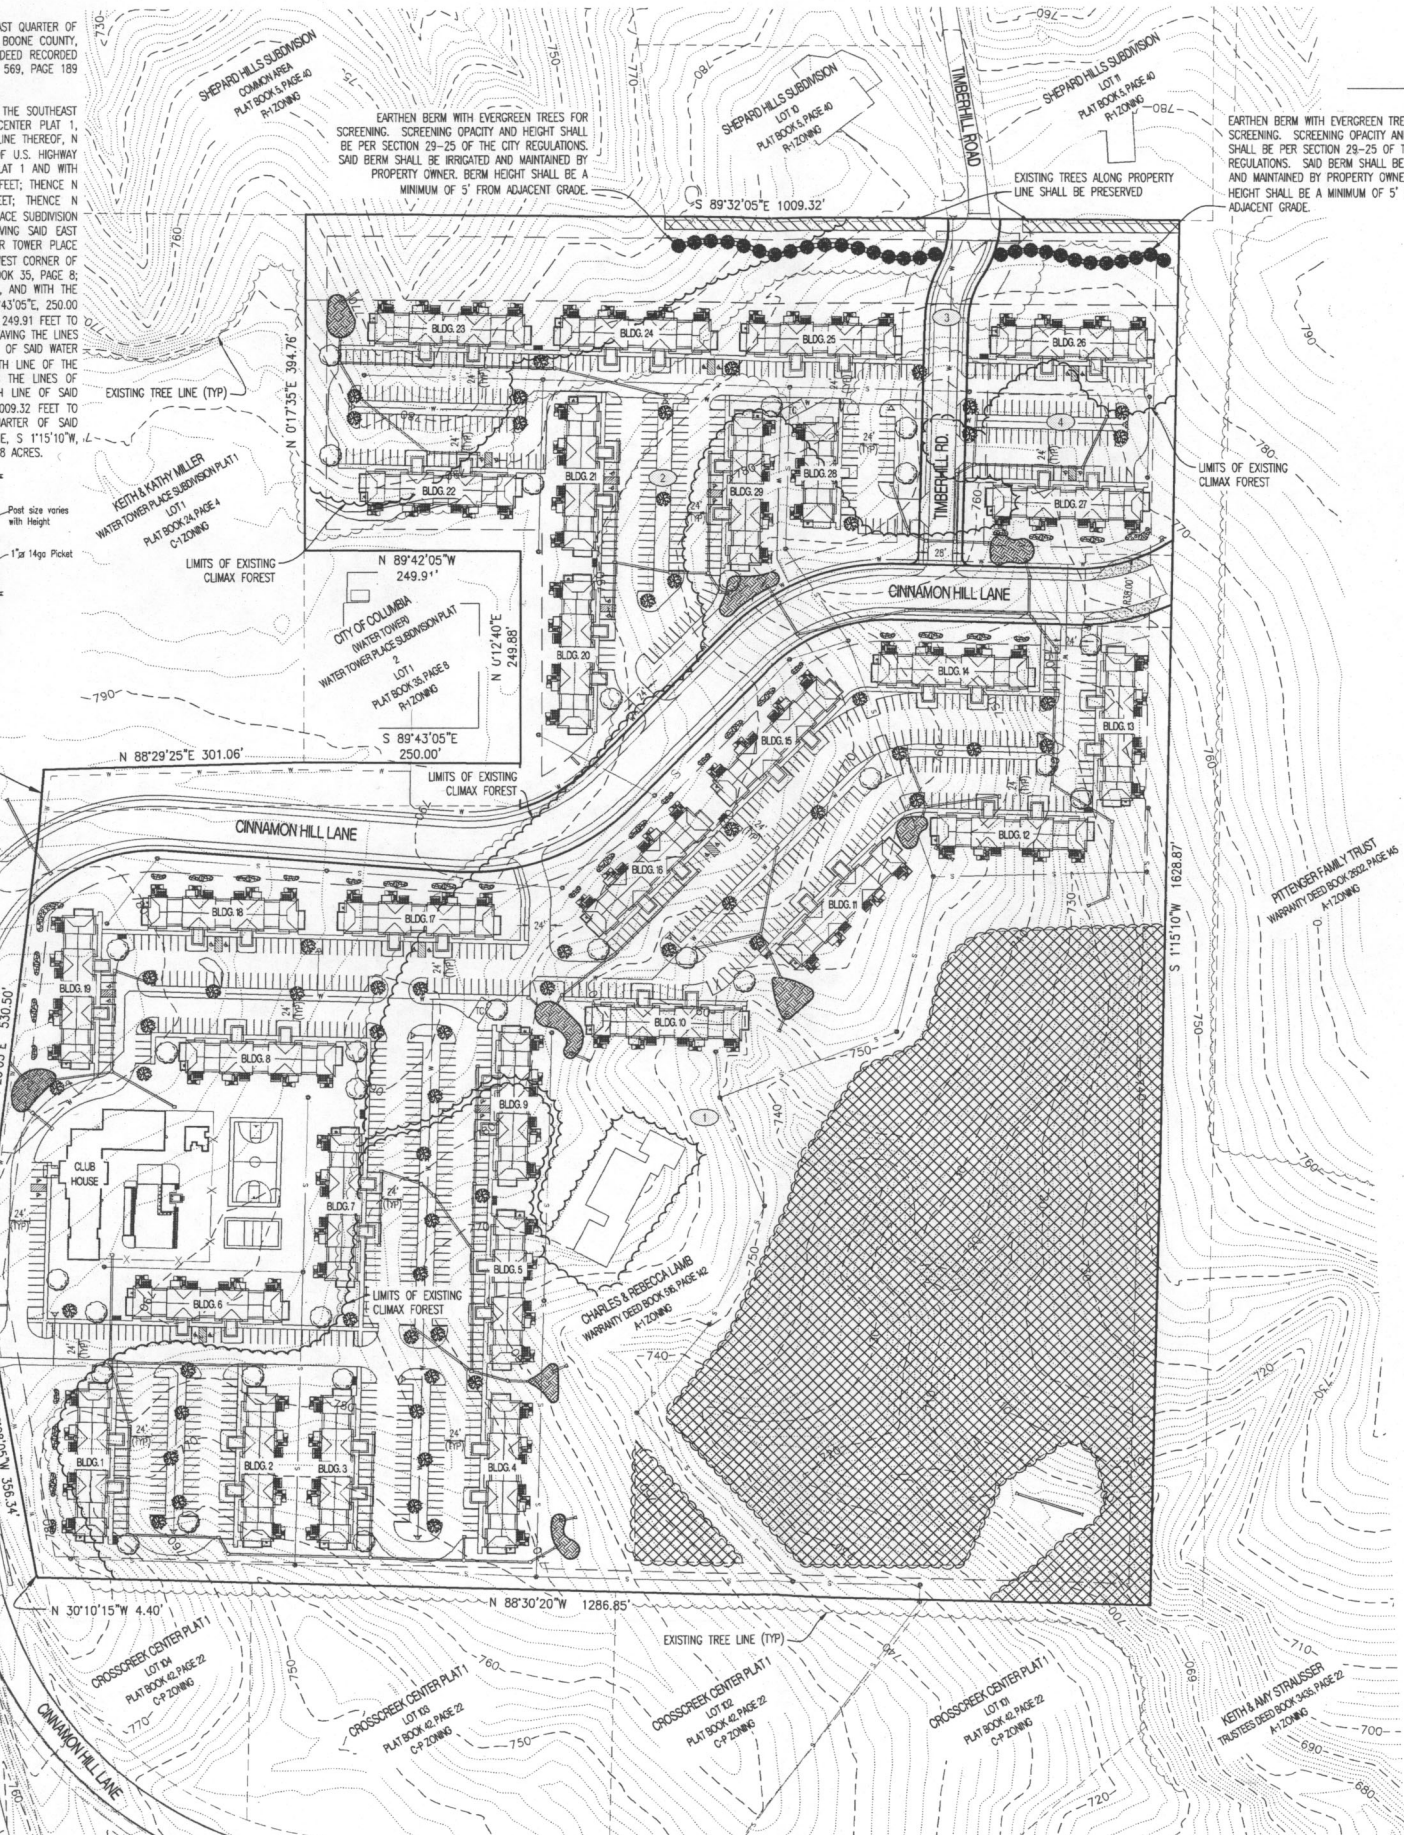 AST QUARTER OF
BOONE COUNTY,
DEED RECORDED
569, PAGE 189
THE SOUTHEAST
CENTER PLAT 1,
LINE THEREOF, N
OF U.S. HIGHWAY
LAT 1 AND WITH
FEET; THENCE N
EET; THENCE N
ACE SUBDIVISION
VING SAID EAST
R TOWER PLACE
WEST CORNER OF
OOK 35, PAGE 8;
, AND WITH THE
°43'05"E, 250.00
249.91 FEET TO
AVING THE LINES
OF SAID WATER
TH LINE OF THE
THE LINES OF
H LINE OF SAID
009.32 FEET TO
ARTER OF SAID
E, S 1°15'10"W,
8 ACRES.
Post size varies
with Height
14ga Picket
SHEPARD HILLS SUBDIVISION
COMMON AREA
PLAT BOOK 5, PAGE 40
R-1 ZONING
EARTHEN BERM WITH EVERGREEN TREES FOR
SCREENING. SCREENING OPACITY AND HEIGHT SHALL
BE PER SECTION 29-25 OF THE CITY REGULATIONS.
SAID BERM SHALL BE IRRIGATED AND MAINTAINED BY
PROPERTY OWNER. BERM HEIGHT SHALL BE A
MINIMUM OF 5' FROM ADJACENT GRADE.
SHEPARD HILLS SUBDIVISION
LOT 10
PLAT BOOK 5, PAGE 40
R-1 ZONING
TIMBERHILL ROAD
SHEPARD HILLS SUBDIVISION
LOT 11
PLAT BOOK 5, PAGE 40
R-1 ZONING
EXISTING TREES ALONG PROPERTY
LINE SHALL BE PRESERVED
EARTHEN BERM WITH EVERGREEN TRE
SCREENING. SCREENING OPACITY AN
SHALL BE PER SECTION 29-25 OF T
REGULATIONS. SAID BERM SHALL BE
AND MAINTAINED BY PROPERTY OWNE
HEIGHT SHALL BE A MINIMUM OF 5'
ADJACENT GRADE.
S 89°32'05"E 1009.32'
N 0°17'35"E 394.76'
EXISTING TREE LINE (TYP)
BLDG. 23
BLDG. 24
BLDG. 25
3
BLDG. 26
BLDG. 22
BLDG. 21
2
BLDG. 29
BLDG. 28
TIMBERHILL RD.
4
BLDG. 27
LIMITS OF EXISTING
CLIMAX FOREST
KEITH & KATHY MILLER
WATER TOWER PLACE SUBDIVISION PLAT 1
LOT 1
PLAT BOOK 24, PAGE 4
C-1 ZONING
LIMITS OF EXISTING
CLIMAX FOREST
N 89°42'05"W
249.91'
CITY OF COLUMBIA
(WATER TOWER)
WATER TOWER PLACE SUBDIVISION PLAT
2
LOT 1
PLAT BOOK 35, PAGE 8
R-1 ZONING
N 0°12'40"E
249.88'
S 89°43'05"E
250.00'
BLDG. 20
28'
CINNAMON HILL LANE
BLDG. 14
BLDG. 13
BLDG. 15
N 88°29'25"E 301.06'
LIMITS OF EXISTING
CLIMAX FOREST
CINNAMON HILL LANE
BLDG. 12
BLDG. 16
BLDG. 11
S 1°15'10"W 1628.87'
PITTENGER FAMILY TRUST
WARRANTY DEED BOOK 2602, PAGE 145
A-1 ZONING
BLDG. 18
BLDG. 17
24'
BLDG. 19
530.50'
24'
(TYP)
BLDG. 10
BLDG. 8
BLDG. 9
1
CLUB
HOUSE
BLDG. 7
24'
(TYP)
BLDG. 5
BLDG. 6
LIMITS OF EXISTING
CLIMAX FOREST
CHARLES & REBECCA LAMB
WARRANTY DEED BOOK 516, PAGE 142
A-1 ZONING
BLDG. 1
BLDG. 2
BLDG. 3
BLDG. 4
356.34'
N 30°10'15"W 4.40'
N 88°30'20"W 1286.85'
EXISTING TREE LINE (TYP)
CROSSCREEK CENTER PLAT 1
LOT 104
PLAT BOOK 42, PAGE 22
C-P ZONING
CROSSCREEK CENTER PLAT 1
LOT 103
PLAT BOOK 42, PAGE 22
C-P ZONING
CROSSCREEK CENTER PLAT 1
LOT 102
PLAT BOOK 42, PAGE 22
C-P ZONING
CROSSCREEK CENTER PLAT 1
LOT 101
PLAT BOOK 42, PAGE 22
C-P ZONING
KEITH & AMY STRAUSSER
TRUSTEES DEED BOOK 3435, PAGE 22
A-1 ZONING
CINNAMON HILL LANE